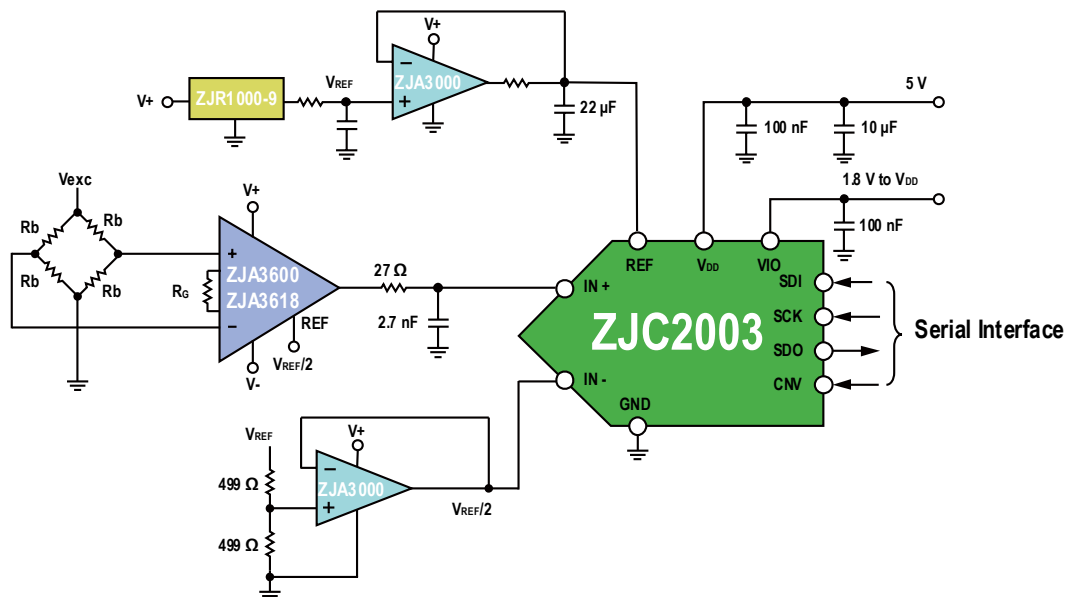 V+
ZJR1000-9
VREF
V+
ZJA3000
22 µF
5 V
100 nF
10 µF
1.8 V to VDD
100 nF
Vexc
Rb
Rb
Rb
Rb
RG
V+
ZJA3600
ZJA3618
REF
VREF/2
V-
27 Ω
2.7 nF
REF
VDD
VIO
IN +
IN -
GND
ZJC2003
SDI
SCK
SDO
CNV
Serial Interface
VREF
499 Ω
499 Ω
V+
ZJA3000
VREF/2